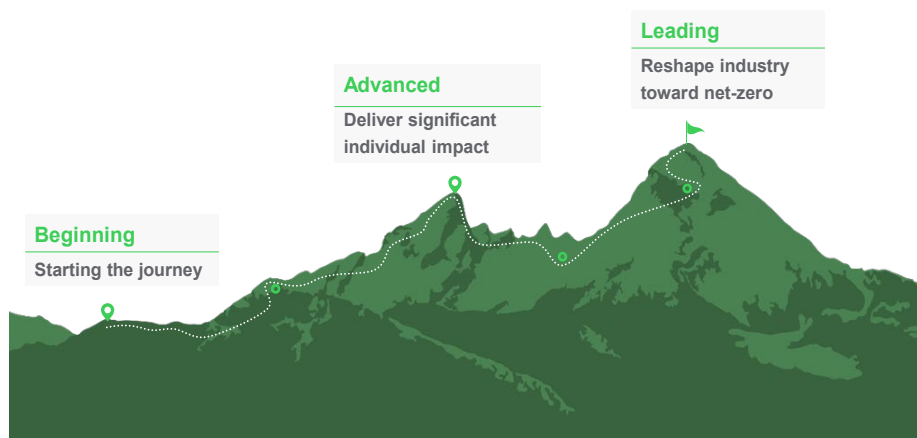 Leading
Reshape industry
toward net-zero
Advanced
Deliver significant
individual impact
Beginning
Starting the journey